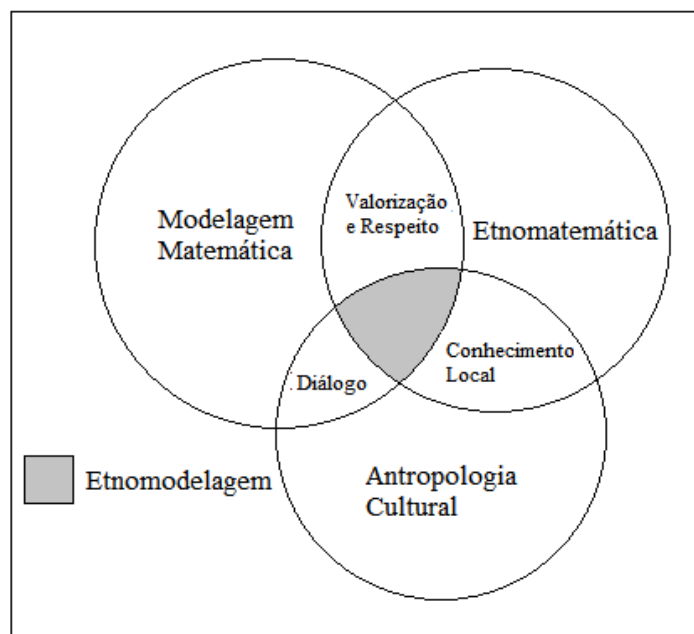 Valorização
e Respeito
Modelagem
Matemática
Etnomatemática
Conhecimento
Local
Diálogo
Etnomodelagem
Antropologia
Cultural